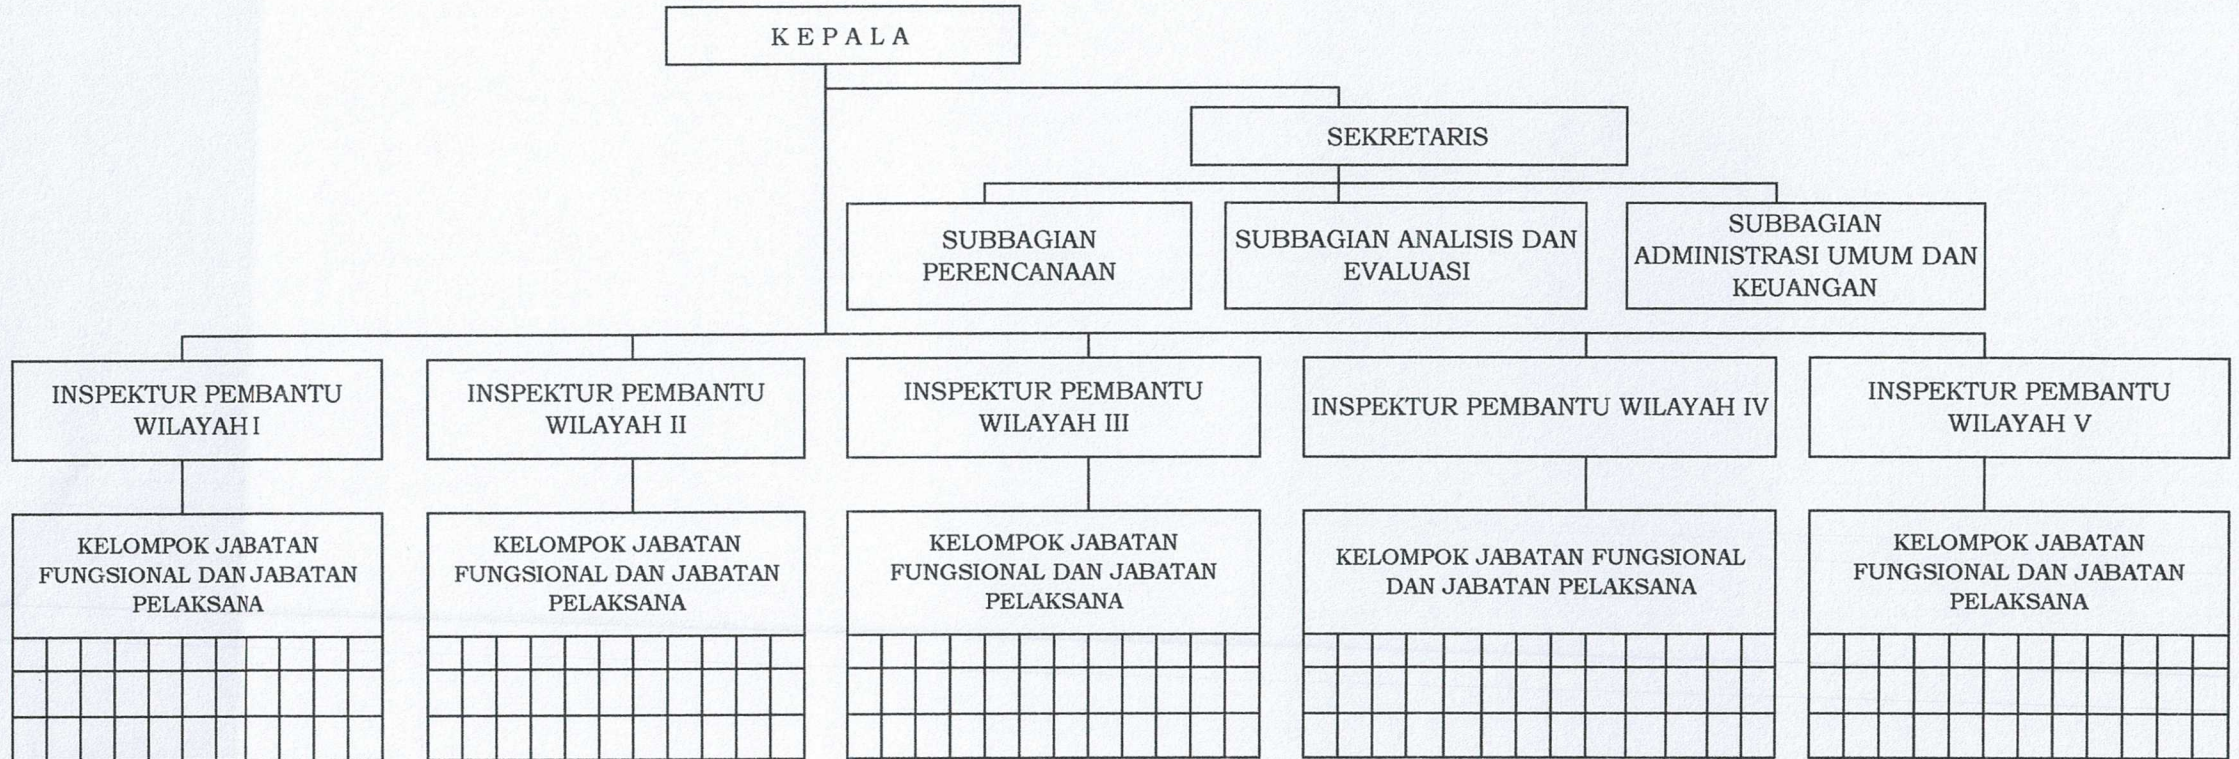 KEPALA
SEKRETARIS
SUBBAGIAN
PERENCANAAN
SUBBAGIAN ANALISIS DAN
EVALUASI
SUBBAGIAN
ADMINISTRASI UMUM DAN
KEUANGAN
INSPEKTUR PEMBANTU
WILAYAH I
INSPEKTUR PEMBANTU
WILAYAH II
INSPEKTUR PEMBANTU
WILAYAH III
INSPEKTUR PEMBANTU WILAYAH IV
INSPEKTUR PEMBANTU
WILAYAH V
KELOMPOK JABATAN
FUNGSIONAL DAN JABATAN
PELAKSANA
KELOMPOK JABATAN
FUNGSIONAL DAN JABATAN
PELAKSANA
KELOMPOK JABATAN
FUNGSIONAL DAN JABATAN
PELAKSANA
KELOMPOK JABATAN FUNGSIONAL
DAN JABATAN PELAKSANA
KELOMPOK JABATAN
FUNGSIONAL DAN JABATAN
PELAKSANA